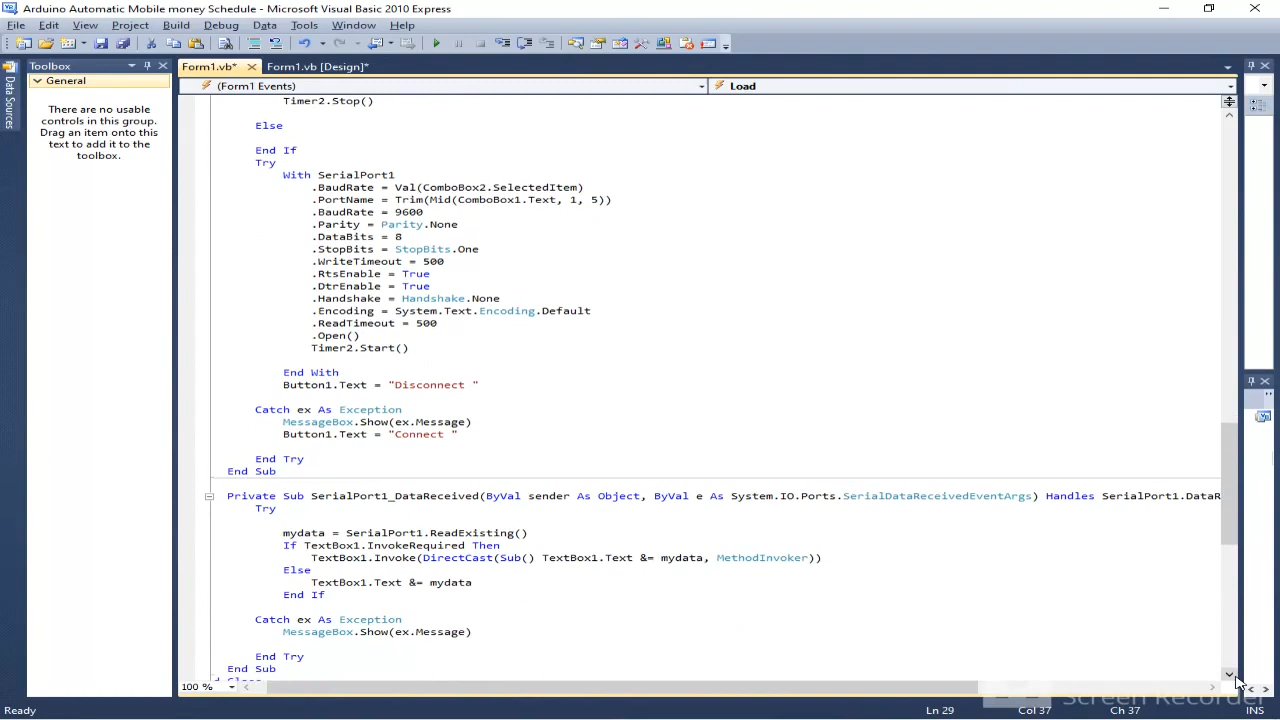 Arduino Automatic Mobile money Schedule - Microsoft Visual Basic 2010 Express
File Edit View Project Build Debug Data Tools Window Help
Toolbox
Form1.vb* Form1.vb [Design]*
General
(Form1 Events) Load
Data Sources
There are no usable
controls in this group.
Drag an item onto this
text to add it to the
toolbox.
Timer2.Stop()
Else
End If
Try
With SerialPort1
.BaudRate = Val(ComboBox2.SelectedItem)
.PortName = Trim(Mid(ComboBox1.Text, 1, 5))
.BaudRate = 9600
.Parity = Parity.None
.DataBits = 8
.StopBits = StopBits.One
.WriteTimeout = 500
.RtsEnable = True
.DtrEnable = True
.Handshake = Handshake.None
.Encoding = System.Text.Encoding.Default
.ReadTimeout = 500
.Open()
Timer2.Start()
End With
Button1.Text = "Disconnect "
Catch ex As Exception
MessageBox.Show(ex.Message)
Button1.Text = "Connect "
End Try
End Sub
Private Sub SerialPort1_DataReceived(ByVal sender As Object, ByVal e As System.IO.Ports.SerialDataReceivedEventArgs) Handles SerialPort1.DataR
Try
mydata = SerialPort1.ReadExisting()
If TextBox1.InvokeRequired Then
TextBox1.Invoke(DirectCast(Sub() TextBox1.Text &= mydata, MethodInvoker))
Else
TextBox1.Text &= mydata
End If
Catch ex As Exception
MessageBox.Show(ex.Message)
End Try
End Sub
100 %
Screen Recorder
Ready Ln 29 Col 37 Ch 37 INS